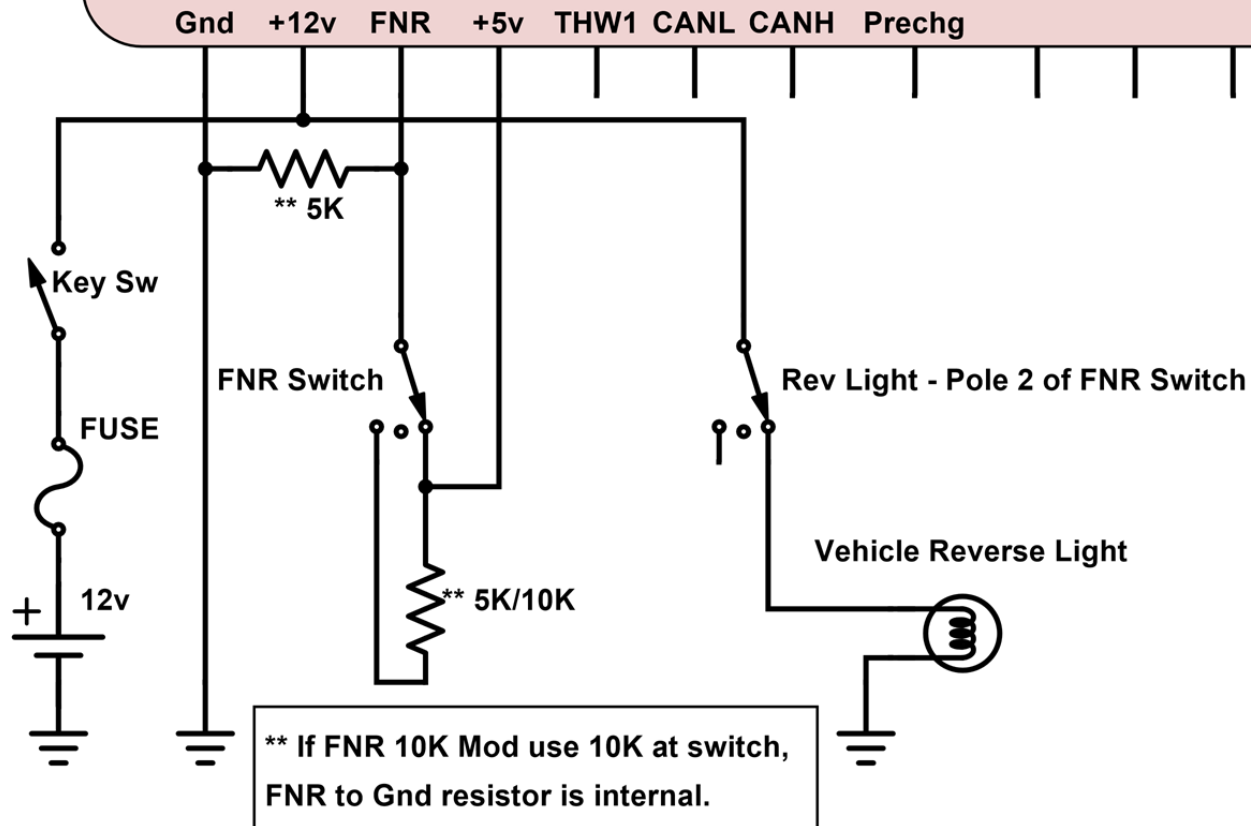 Gnd +12v FNR +5v THW1 CANL CANH Prechg
** 5K
Key Sw
FNR Switch
Rev Light - Pole 2 of FNR Switch
FUSE
Vehicle Reverse Light
+ 12v
** 5K/10K
** If FNR 10K Mod use 10K at switch,
FNR to Gnd resistor is internal.